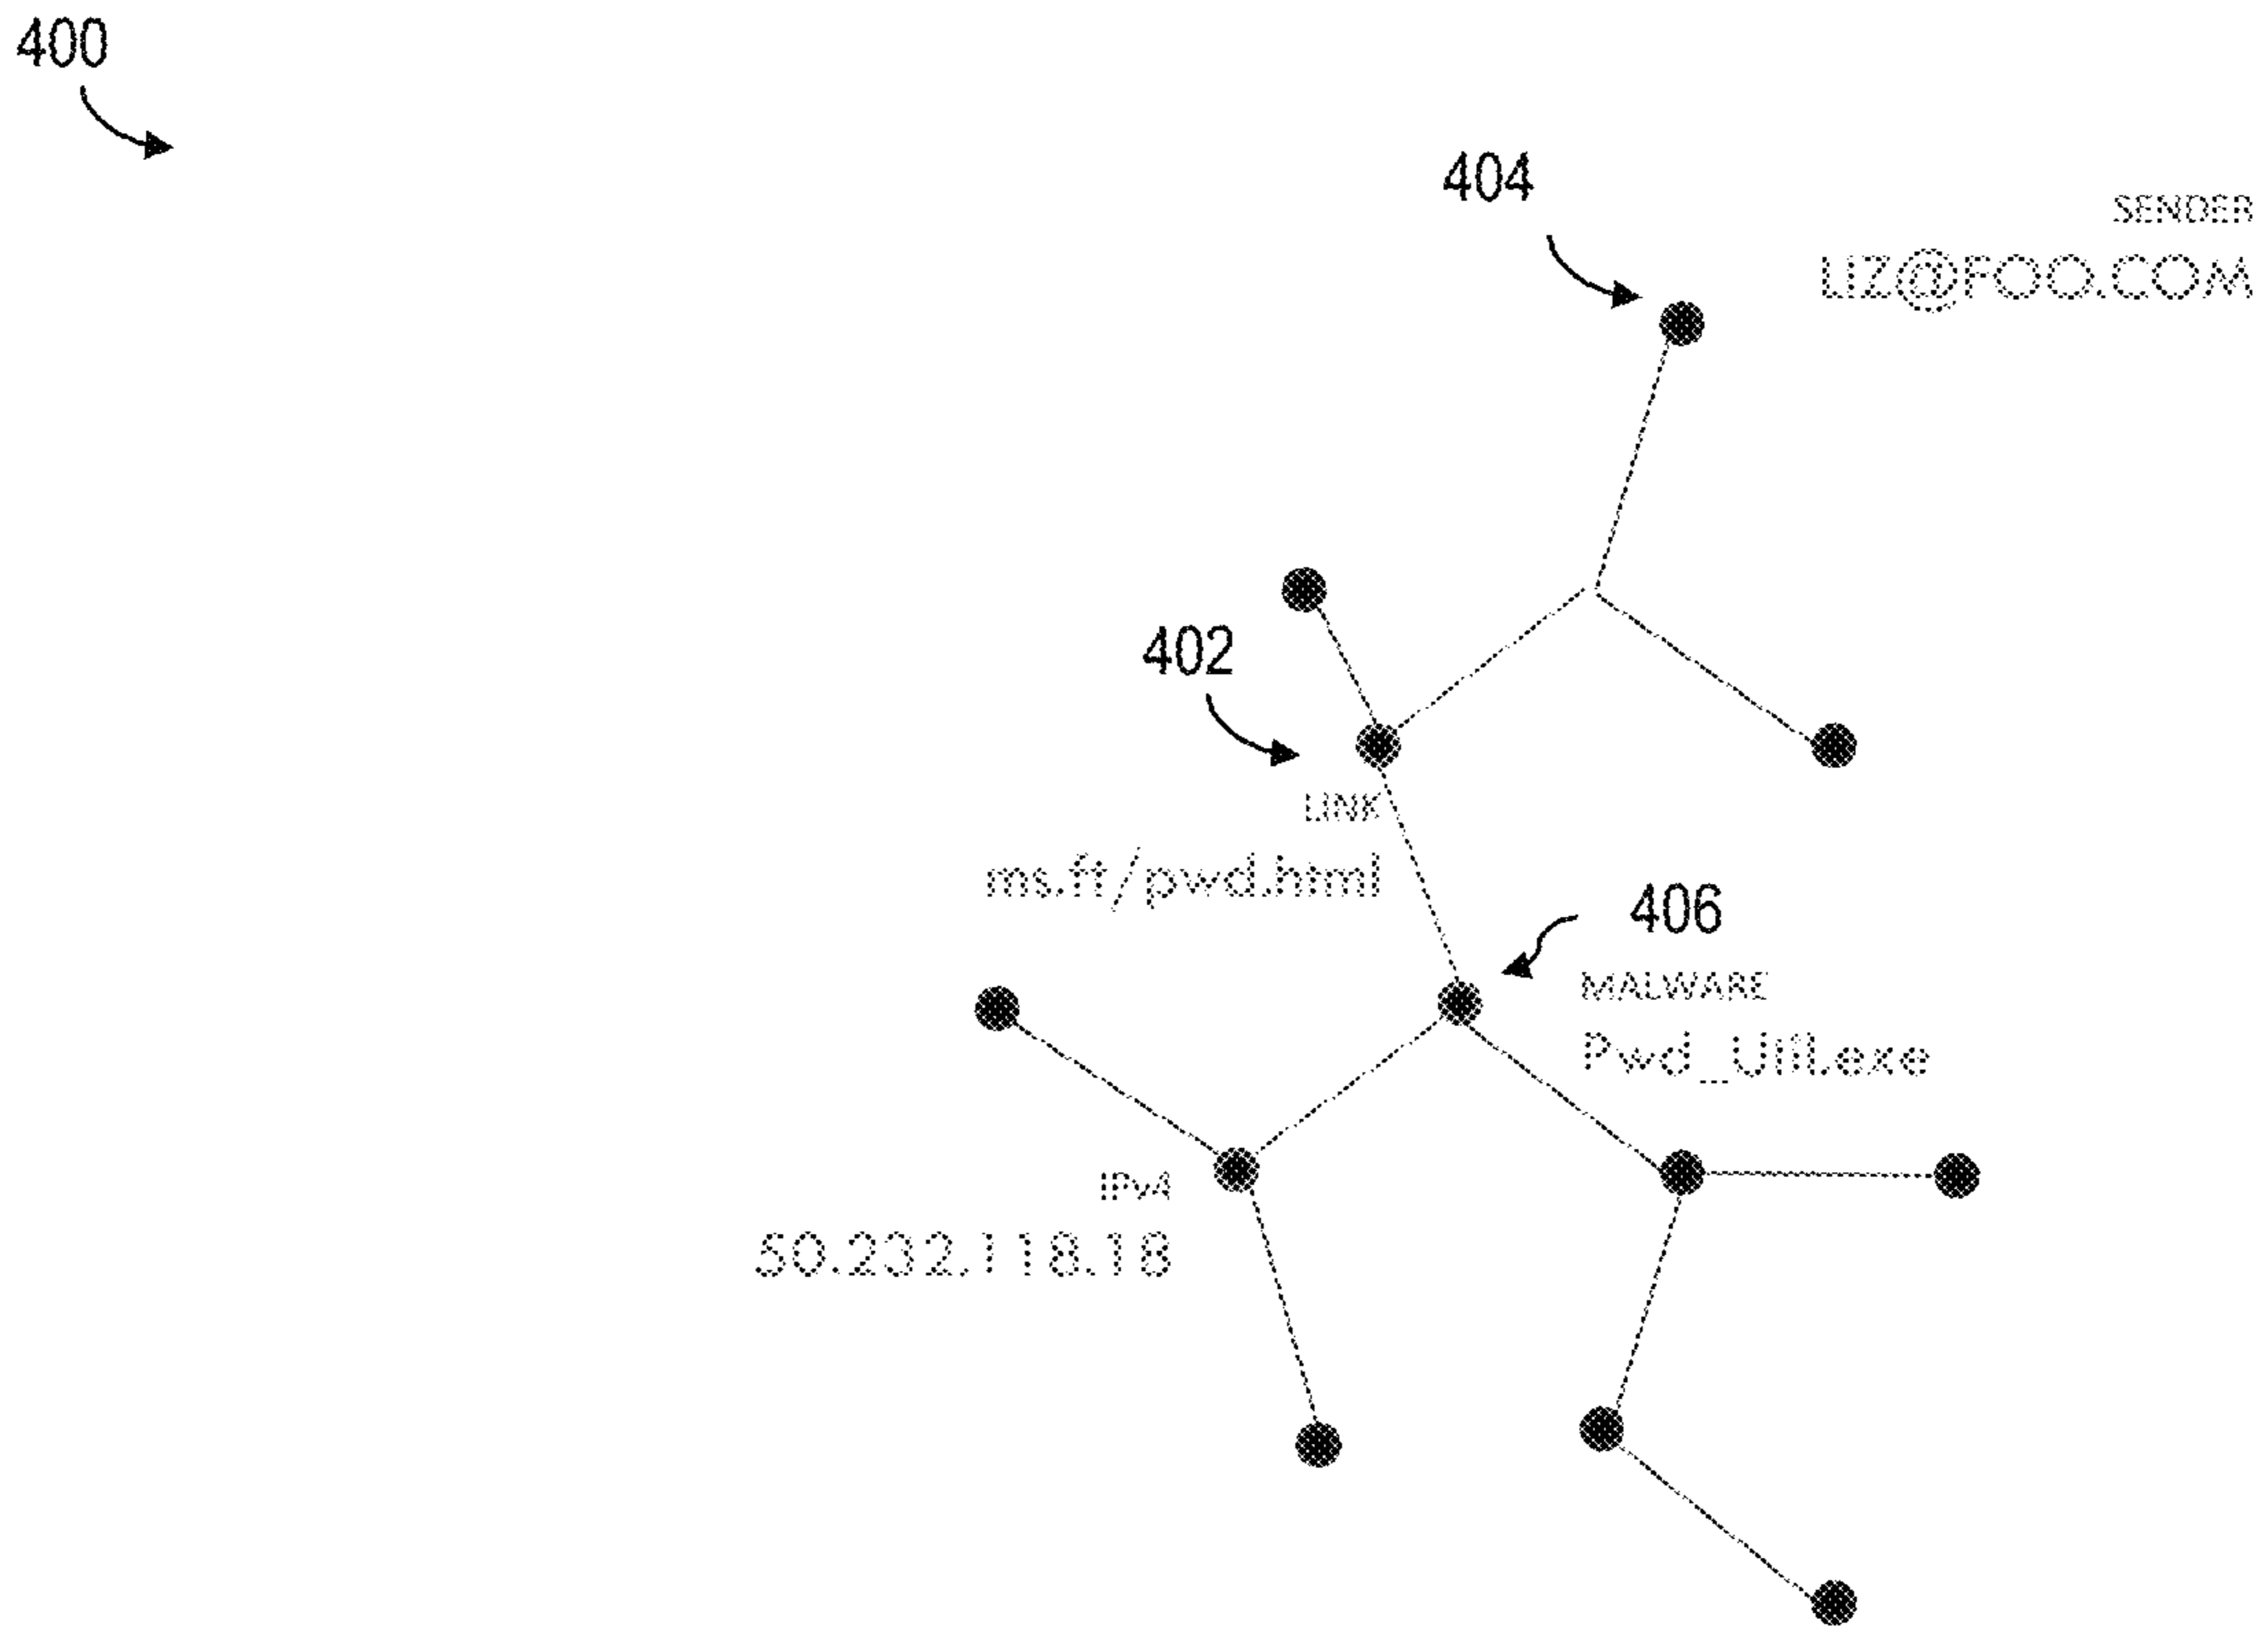 400
404
SENDER
LIZ@FOO.COM
402
LINK
ms.ft/pwd.html
406
MALWARE
Pwd_Util.exe
IPv4
50.232.118.18